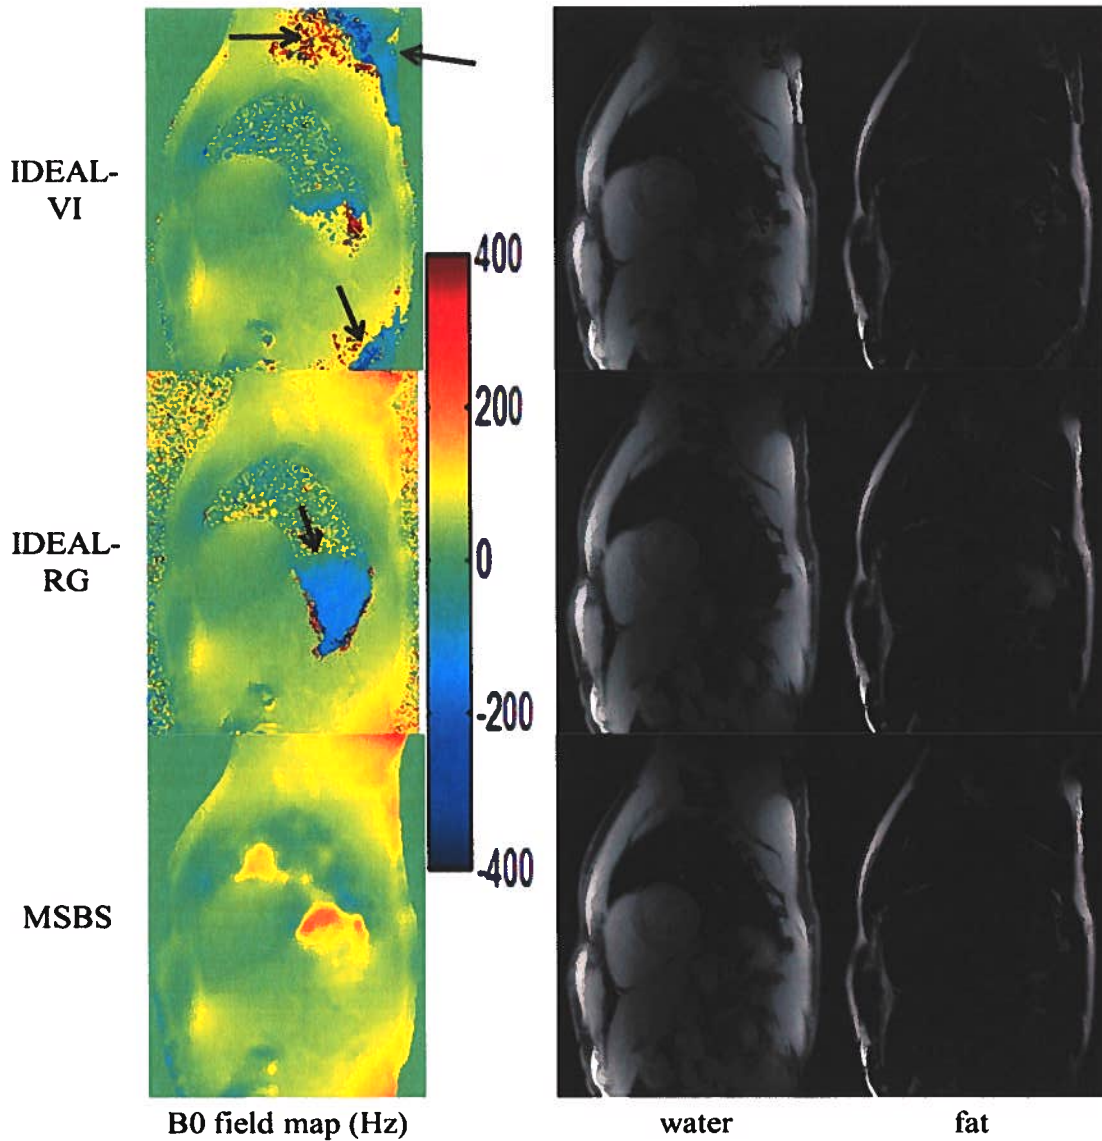 IDEAL-
VI
400
200
IDEAL-
RG
0
-200
-400
MSBS
B0 field map (Hz)
water
fat